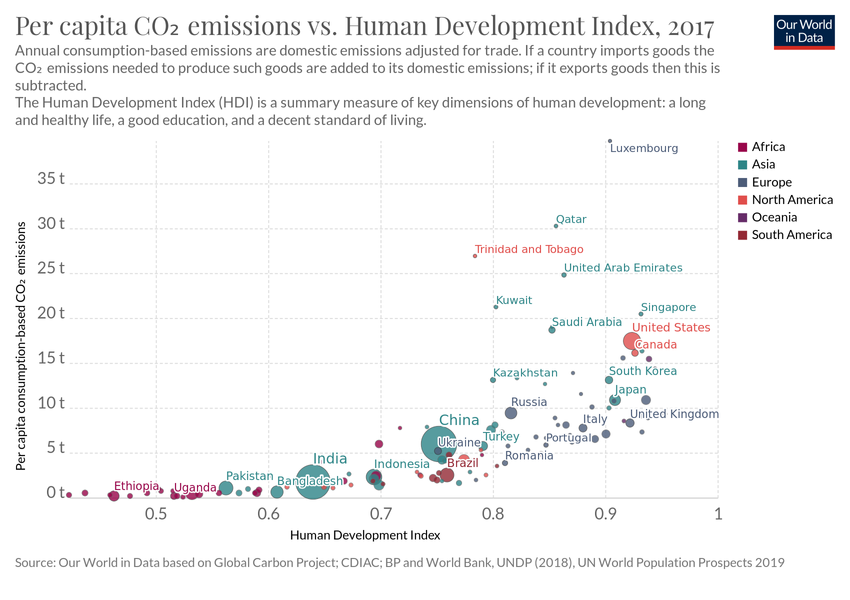 Per capita CO₂ emissions vs. Human Development Index, 2017
Our World
in Data
Annual consumption-based emissions are domestic emissions adjusted for trade. If a country imports goods the
CO₂ emissions needed to produce such goods are added to its domestic emissions; if it exports goods then this is
subtracted.
The Human Development Index (HDI) is a summary measure of key dimensions of human development: a long
and healthy life, a good education, and a decent standard of living.
Luxembourg
Africa
Asia
Europe
North America
Oceania
South America
35 t
30 t
25 t
20 t
15 t
10 t
5 t
0 t
Per capita consumption-based CO₂ emissions
Qatar
Trinidad and Tobago
United Arab Emirates
Kuwait
Singapore
Saudi Arabia
United States
Canada
Kazakhstan
South Korea
Japan
Russia
United Kingdom
China
Italy
Ukraine
Turkey
Portugal
Romania
India
Indonesia
Brazil
Pakistan
Bangladesh
Ethiopia
Uganda
0.5
0.6
0.7
0.8
0.9
1
Human Development Index
Source: Our World in Data based on Global Carbon Project; CDIAC; BP and World Bank, UNDP (2018), UN World Population Prospects 2019